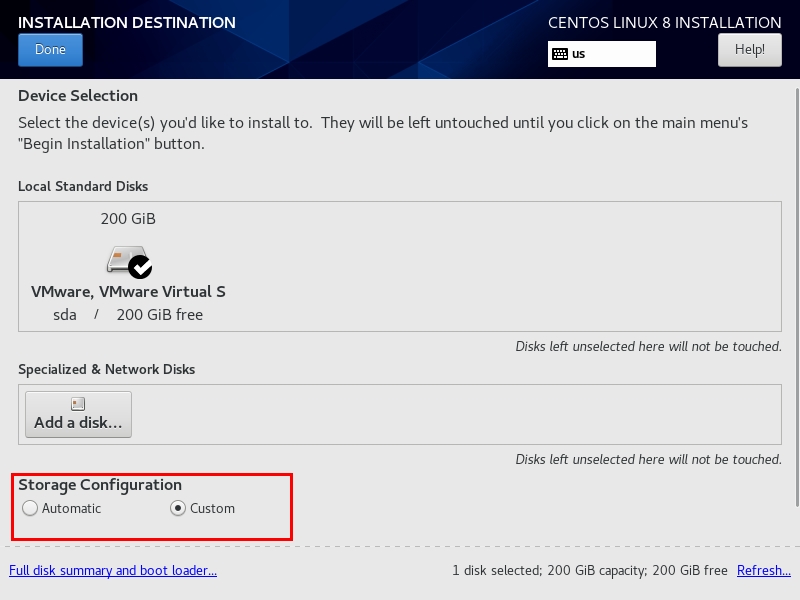 INSTALLATION DESTINATION
CENTOS LINUX 8 INSTALLATION
Done
us
Help!
Device Selection
Select the device(s) you'd like to install to.  They will be left untouched until you click on the main menu's
"Begin Installation" button.
Local Standard Disks
200 GiB
VMware, VMware Virtual S
sda / 200 GiB free
Disks left unselected here will not be touched.
Specialized & Network Disks
Add a disk...
Disks left unselected here will not be touched.
Storage Configuration
Automatic
Custom
Full disk summary and boot loader...
1 disk selected; 200 GiB capacity; 200 GiB free
Refresh...